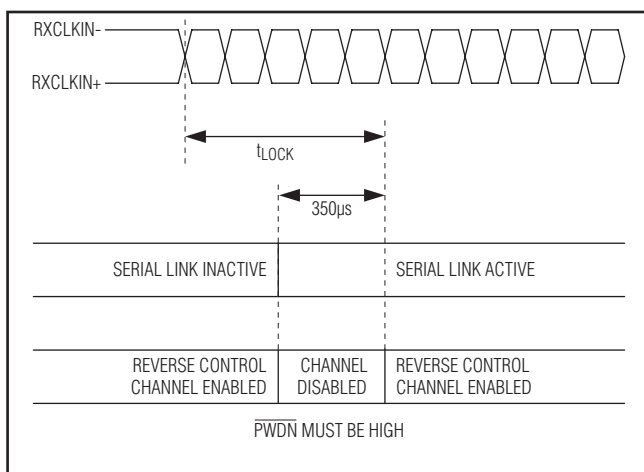 RXCLKIN-
RXCLKIN+
tLOCK
350µs
SERIAL LINK INACTIVE
SERIAL LINK ACTIVE
REVERSE CONTROL
CHANNEL ENABLED
CHANNEL
DISABLED
REVERSE CONTROL
CHANNEL ENABLED
PWDN MUST BE HIGH